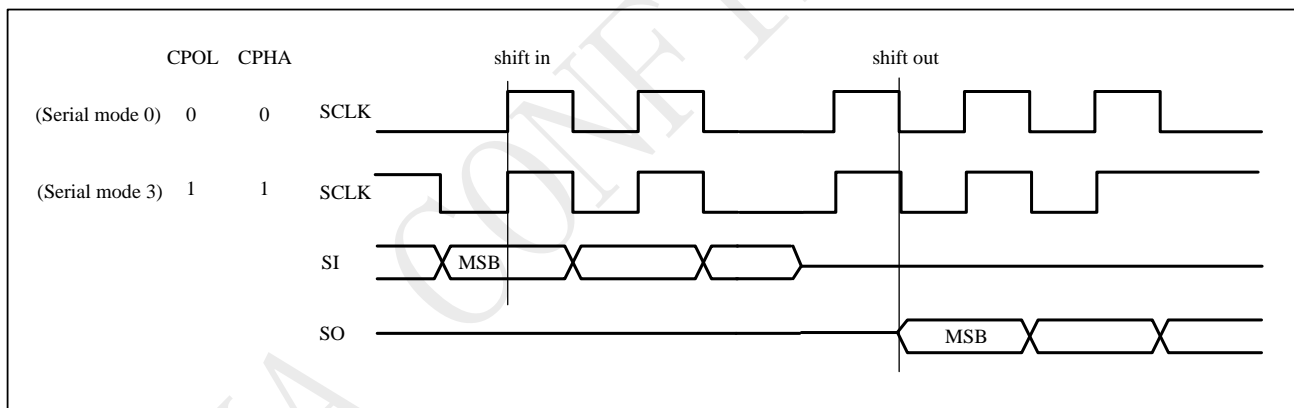 CPOL CPHA shift in shift out
(Serial mode 0) 0 0 SCLK
(Serial mode 3) 1 1 SCLK
SI MSB
SO MSB